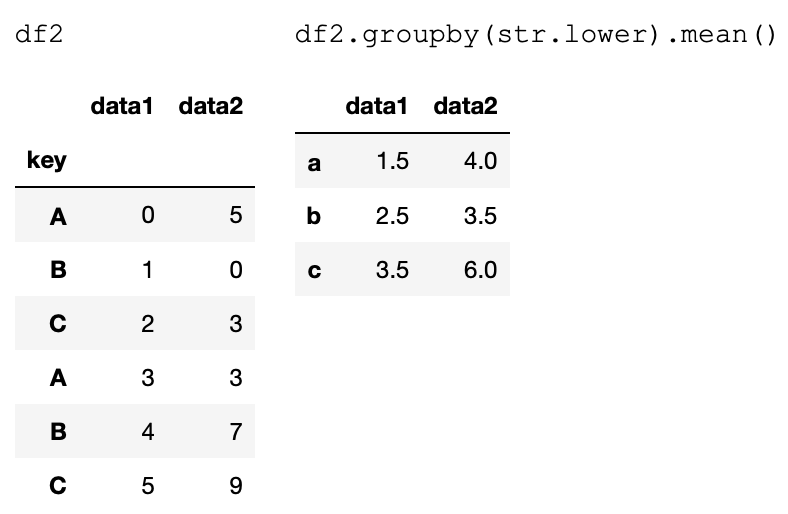 df2
data1 data2
key
A 0 5
B 1 0
C 2 3
A 3 3
B 4 7
C 5 9
df2.groupby(str.lower).mean()
data1 data2
a 1.5 4.0
b 2.5 3.5
c 3.5 6.0